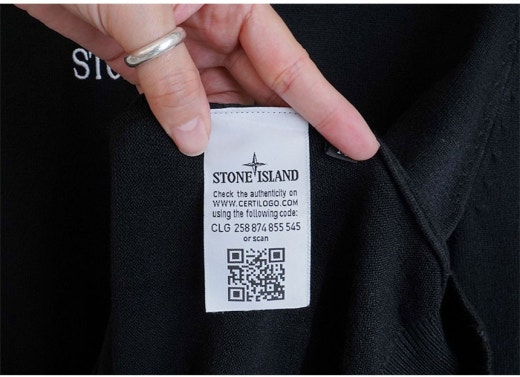 STONE ISLAND
Check the authenticity on
WWW.CERTILOGO.COM
using the following code:
CLG 258 874 855 545
or scan